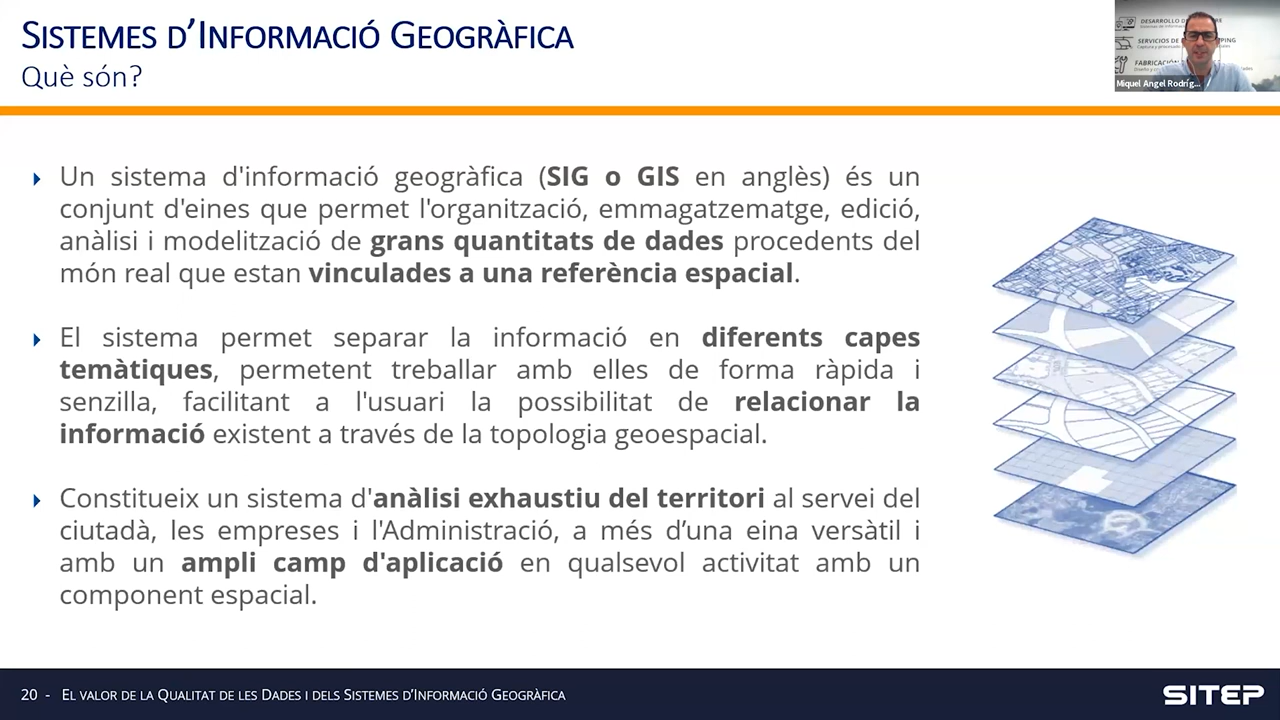 SISTEMES D’INFORMACIÓ GEOGRÀFICA
Què són?
DESARROLLO
SERVICIOS DE
FABRICACIÓN
Miquel Angel Rodríg...
Un sistema d'informació geogràfica (SIG o GIS en anglès) és un
conjunt d'eines que permet l'organització, emmagatzematge, edició,
anàlisi i modelització de grans quantitats de dades procedents del
món real que estan vinculades a una referència espacial.
El sistema permet separar la informació en diferents capes
temàtiques, permetent treballar amb elles de forma ràpida i
senzilla, facilitant a l'usuari la possibilitat de relacionar la
informació existent a través de la topologia geoespacial.
Constitueix un sistema d'anàlisi exhaustiu del territori al servei del
ciutadà, les empreses i l'Administració, a més d’una eina versàtil i
amb un ampli camp d'aplicació en qualsevol activitat amb un
component espacial.
20 - EL VALOR DE LA QUALITAT DE LES DADES I DELS SISTEMES D’INFORMACIÓ GEOGRÀFICA
SITEP